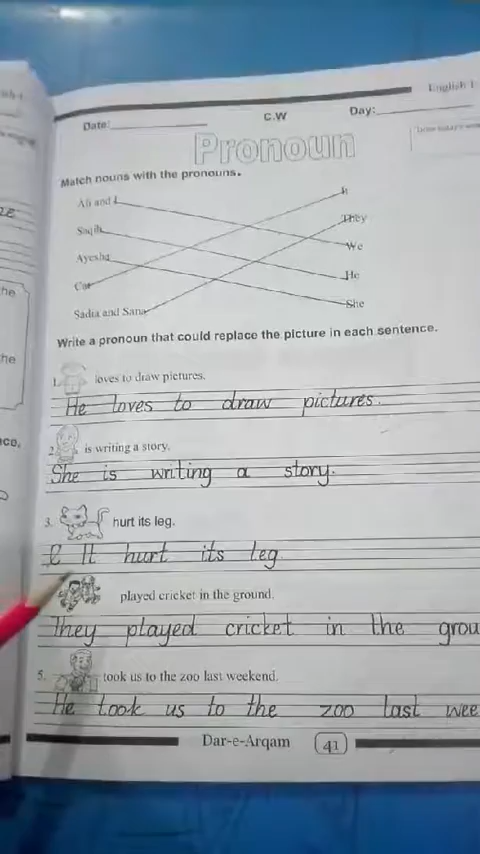 English I
Date:
C.W
Day:
Pronoun
Match nouns with the pronouns.
Ali and I
It
Saqib
They
Ayesha
We
Cat
He
Sadia and Sana
She
Write a pronoun that could replace the picture in each sentence.
1. loves to draw pictures.
He loves to draw pictures.
2. is writing a story.
She is writing a story.
3. hurt its leg.
It hurt its leg
played cricket in the ground.
They played cricket in the grou
5. took us to the zoo last weekend.
He took us to the zoo last wee
Dar-e-Arqam 41
he
he
ce.